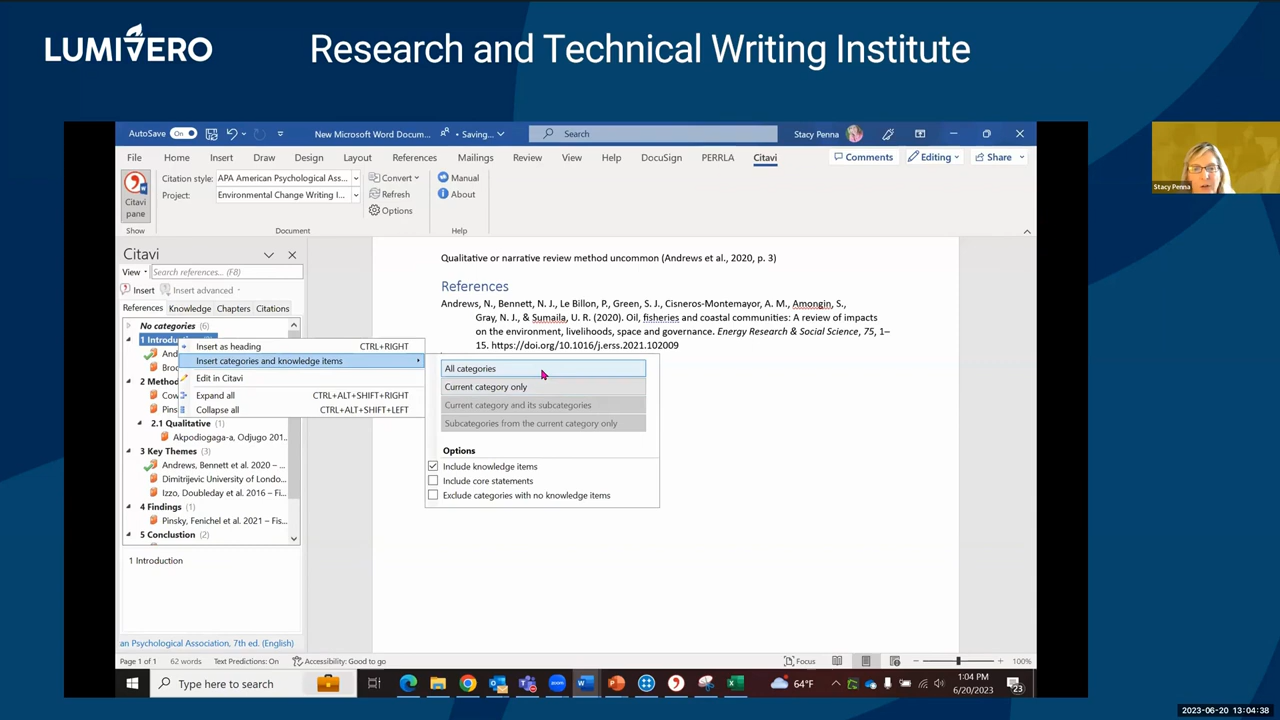 LUMIVERO
Research and Technical Writing Institute
AutoSave On New Microsoft Word Docum... • Saving... Search Stacy Penna
File Home Insert Draw Design Layout References Mailings Review View Help DocuSign PERRLA Citavi Comments Editing Share
Citavi pane
Show
Citation style: APA American Psychological Ass...
Project: Environmental Change Writing I...
Convert
Refresh
Options
Document
Manual
About
Help
Citavi
View Search references... (F8)
Insert Insert advanced
References Knowledge Chapters Citations
No categories (6)
1 Introdu
And
Broc
2 Method
Cow
Pins
2.1 Qualitative (1)
Akpodiogaga-a, Odjugo 201...
3 Key Themes (3)
Andrews, Bennett et al. 2020 – ...
Dimitrijevic University of Londo...
Izzo, Doubleday et al. 2016 – Fis...
4 Findings (1)
Pinsky, Fenichel et al. 2021 – Fis...
5 Conclustion (2)
1 Introduction
an Psychological Association, 7th ed. (English)
Insert as heading CTRL+RIGHT
Insert categories and knowledge items
Edit in Citavi
Expand all CTRL+ALT+SHIFT+RIGHT
Collapse all CTRL+ALT+SHIFT+LEFT
All categories
Current category only
Current category and its subcategories
Subcategories from the current category only
Options
Include knowledge items
Include core statements
Exclude categories with no knowledge items
Qualitative or narrative review method uncommon (Andrews et al., 2020, p. 3)
References
Andrews, N., Bennett, N. J., Le Billon, P., Green, S. J., Cisneros-Montemayor, A. M., Amongin, S.,
Gray, N. J., & Sumaila, U. R. (2020). Oil, fisheries and coastal communities: A review of impacts
on the environment, livelihoods, space and governance. Energy Research & Social Science, 75, 1–
15. https://doi.org/10.1016/j.erss.2021.102009
Page 1 of 1 62 words Text Predictions: On Accessibility: Good to go Focus 100%
Type here to search 64°F 1:04 PM
6/20/2023 23
Stacy Penna
2023-06-20 13:04:38